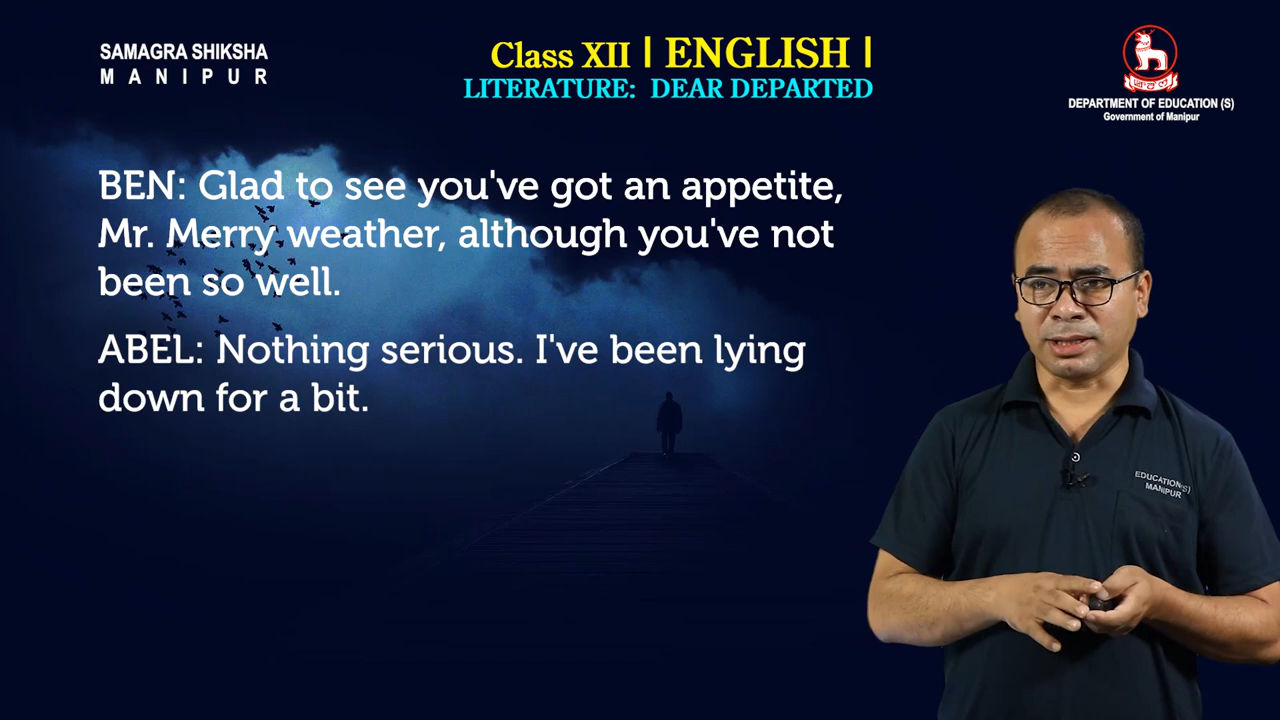 SAMAGRA SHIKSHA
MANIPUR
Class XII | ENGLISH |
LITERATURE: DEAR DEPARTED
DEPARTMENT OF EDUCATION (S)
Government of Manipur
BEN: Glad to see you've got an appetite,
Mr. Merry weather, although you've not
been so well.
ABEL: Nothing serious. I've been lying
down for a bit.
EDUCATION(S)
MANIPUR